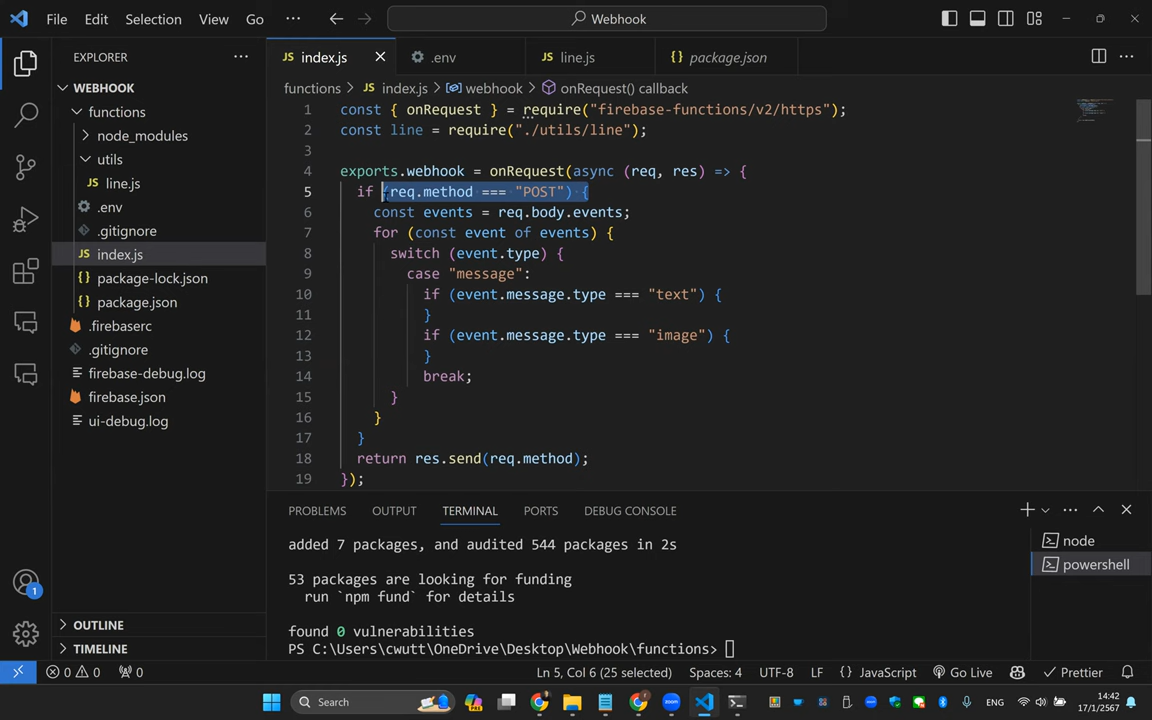 File Edit Selection View Go ··· Webhook
EXPLORER ···
WEBHOOK
functions
node_modules
utils
JS line.js
.env
.gitignore
JS index.js
{} package-lock.json
{} package.json
.firebaserc
.gitignore
firebase-debug.log
firebase.json
ui-debug.log
OUTLINE
TIMELINE
JS index.js .env JS line.js {} package.json
functions > JS index.js > webhook > onRequest() callback
1 const { onRequest } = require("firebase-functions/v2/https");
2 const line = require("./utils/line");
3
4 exports.webhook = onRequest(async (req, res) => {
5 if (req.method === "POST") {
6 const events = req.body.events;
7 for (const event of events) {
8 switch (event.type) {
9 case "message":
10 if (event.message.type === "text") {
11 }
12 if (event.message.type === "image") {
13 }
14 break;
15 }
16 }
17 }
18 return res.send(req.method);
19 });
PROBLEMS OUTPUT TERMINAL PORTS DEBUG CONSOLE
added 7 packages, and audited 544 packages in 2s
53 packages are looking for funding
run `npm fund` for details
found 0 vulnerabilities
PS C:\Users\cwutt\OneDrive\Desktop\Webhook\functions>
node
powershell
1
0 0 0 Ln 5, Col 6 (25 selected) Spaces: 4 UTF-8 LF {} JavaScript Go Live Prettier
Search ENG 14:42
17/1/2567